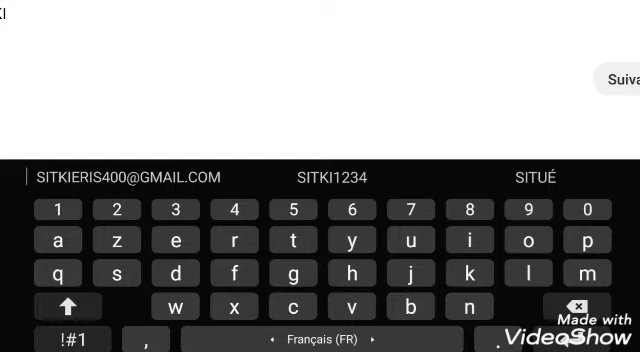 KI
Suiva
SITKIERIS400@GMAIL.COM SITKI1234 SITUÉ
1 2 3 4 5 6 7 8 9 0
a z e r t y u i o p
q s d f g h j k l m
w x c v b n
!#1 , Français (FR) .
Made with
VideoShow